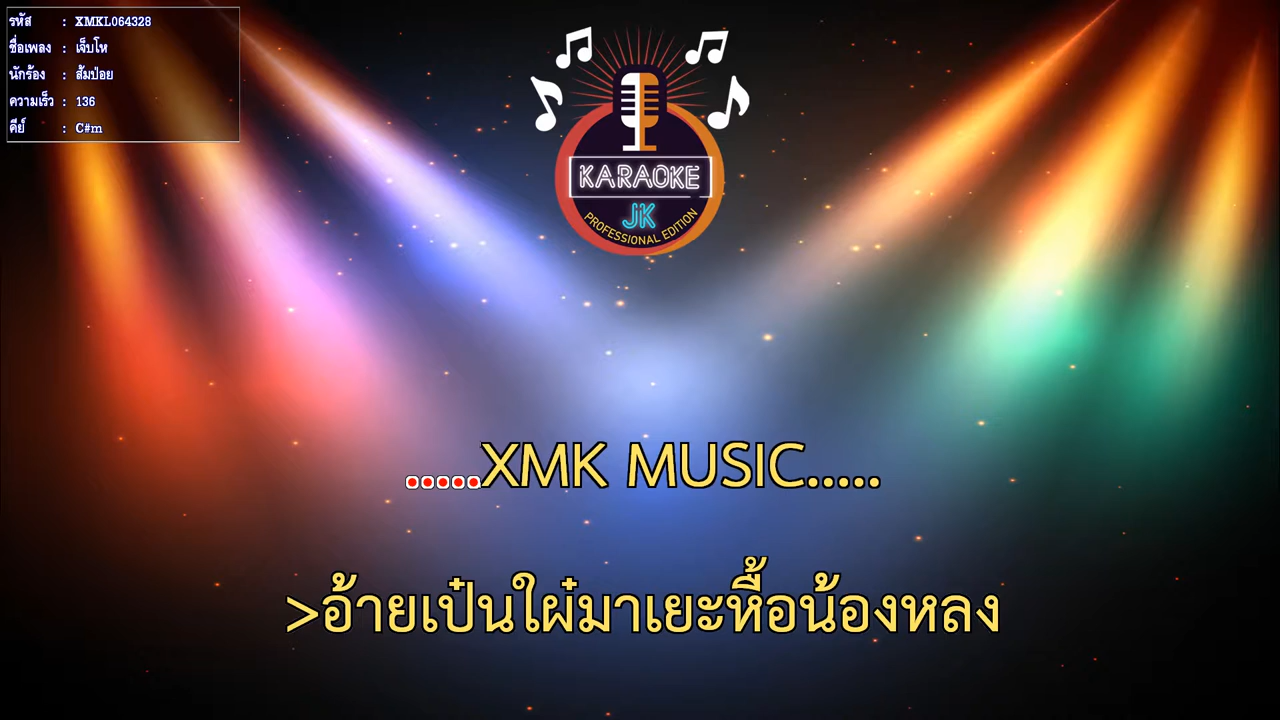 รหัส : XMKL064328
ชื่อเพลง : เจ็บโห
นักร้อง : ส้มป่อย
ความเร็ว : 136
คีย์ : C#m
KARAOKE
JK
PROFESSIONAL EDITION
.....XMK MUSIC.....
>อ้ายเป๋นใผ๋มาเยะหื้อน้องหลง